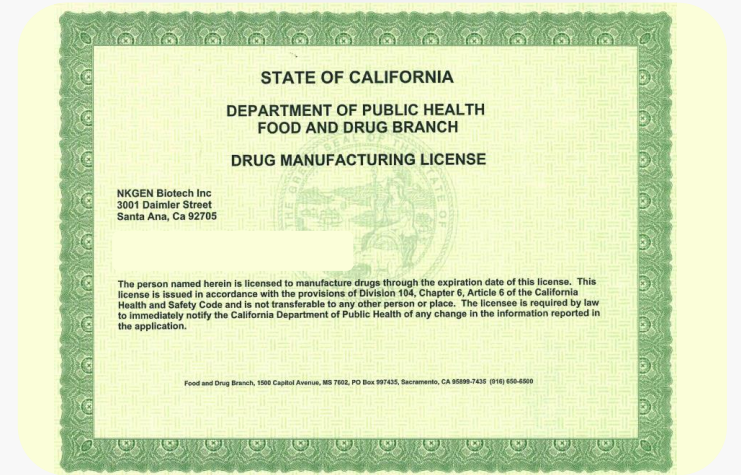 STATE OF CALIFORNIA
DEPARTMENT OF PUBLIC HEALTH
FOOD AND DRUG BRANCH
DRUG MANUFACTURING LICENSE
NKGEN Biotech Inc
3001 Daimler Street
Santa Ana, Ca 92705
The person named herein is licensed to manufacture drugs through the expiration date of this license. This
license is issued in accordance with the provisions of Division 104, Chapter 6, Article 6 of the California
Health and Safety Code and is not transferable to any other person or place. The licensee is required by law
to immediately notify the California Department of Public Health of any change in the information reported in
the application.
Food and Drug Branch, 1500 Capitol Avenue, MS 7602, PO Box 997435, Sacramento, CA 95899-7435 (916) 650-6500